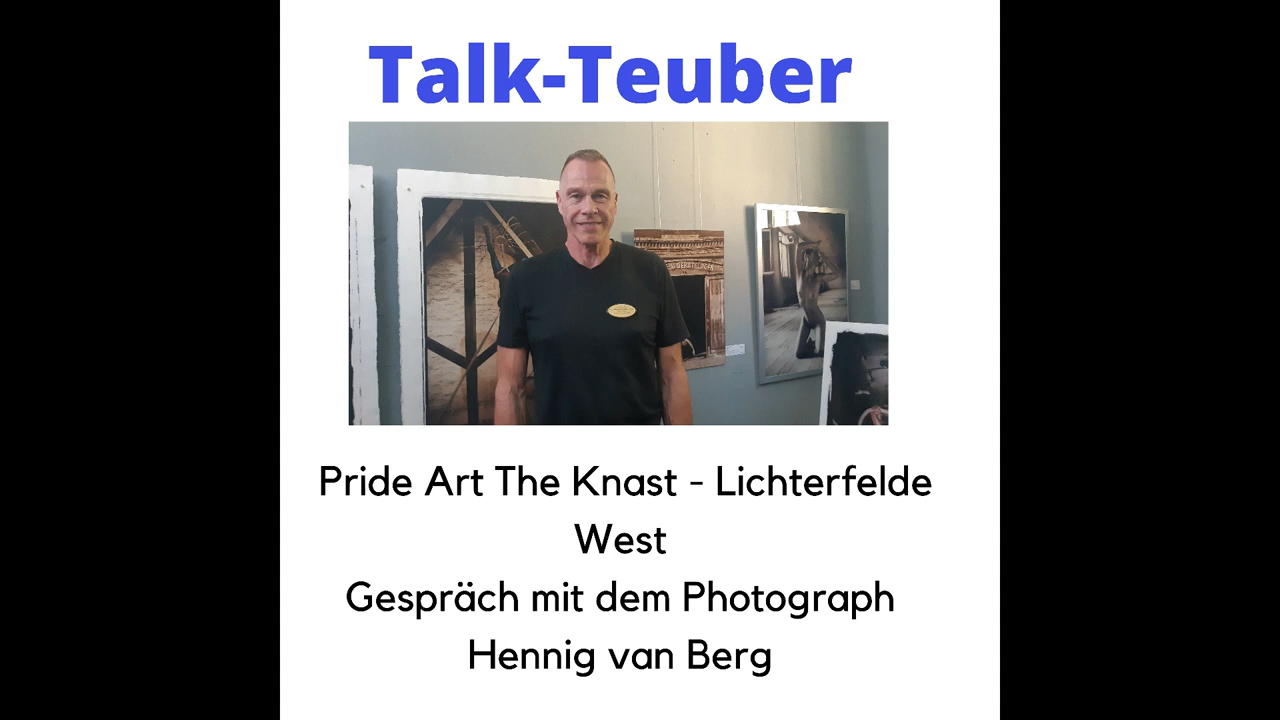 Talk-Teuber
Pride Art The Knast - Lichterfelde
West
Gespräch mit dem Photograph
Hennig van Berg